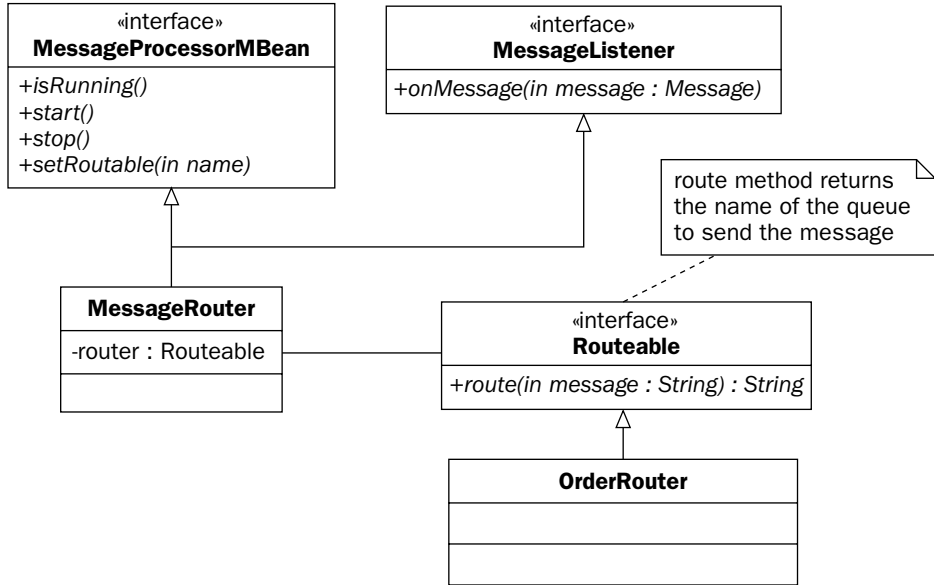 «interface»
MessageProcessorMBean
+isRunning()
+start()
+stop()
+setRoutable(in name)
«interface»
MessageListener
+onMessage(in message : Message)
route method returns
the name of the queue
to send the message
MessageRouter
-router : Routeable
«interface»
Routeable
+route(in message : String) : String
OrderRouter